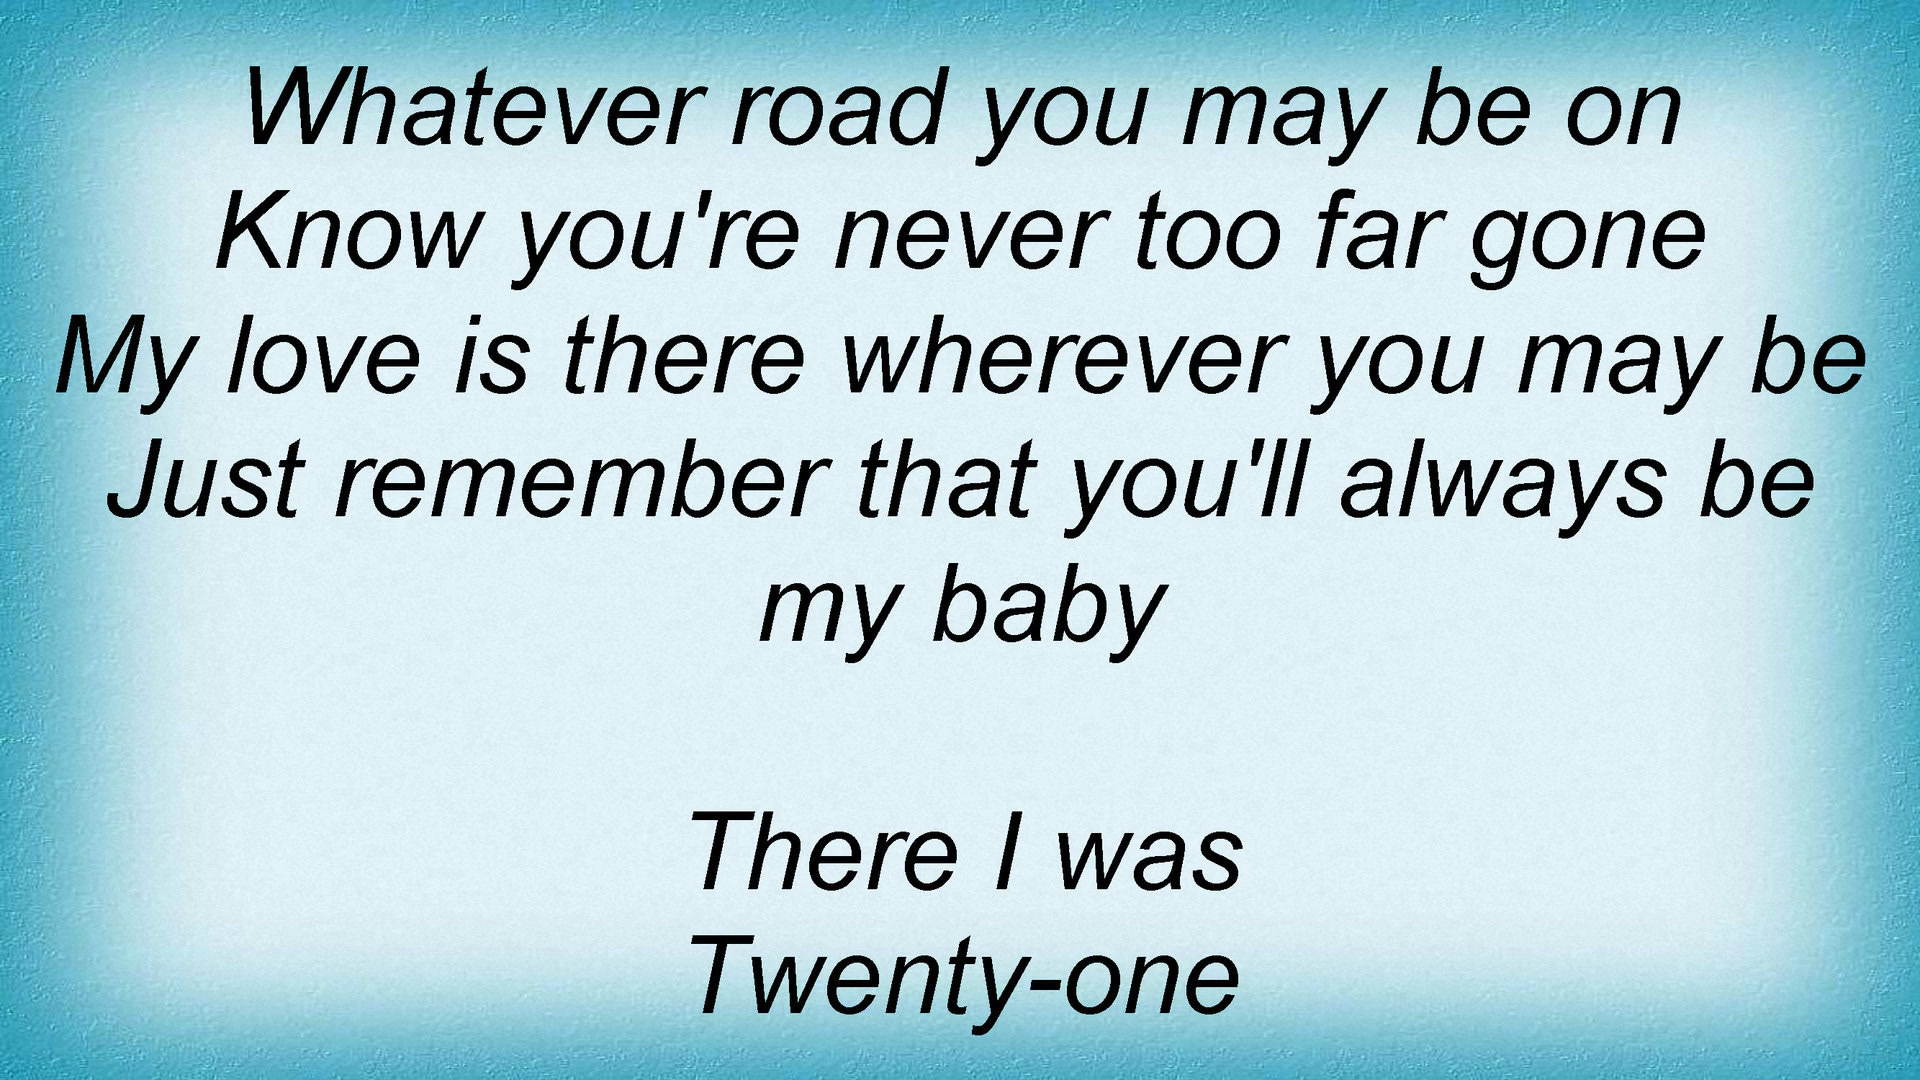 Whatever road you may be on
Know you're never too far gone
My love is there wherever you may be
Just remember that you'll always be
my baby
There I was
Twenty-one